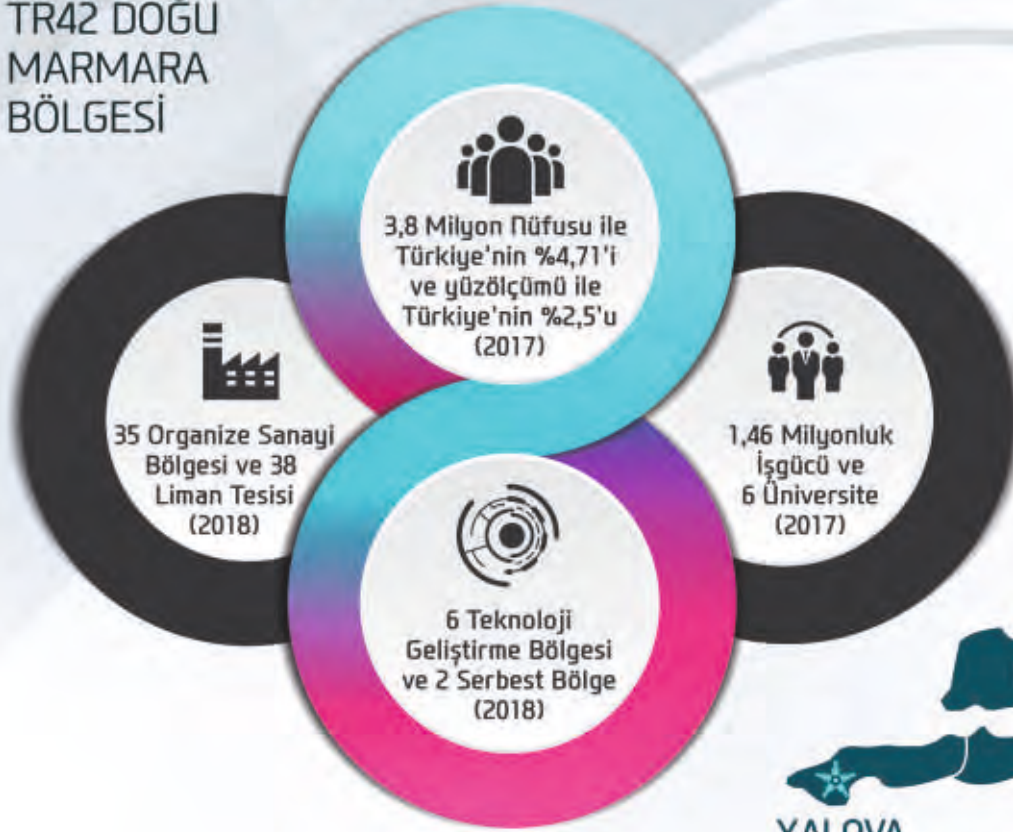 TR42 DOĞU
MARMARA
BÖLGESİ
3,8 Milyon Nüfusu ile
Türkiye'nin %4,71'i
ve yüzölçümü ile
Türkiye'nin %2,5'u
(2017)
35 Organize Sanayi
Bölgesi ve 38
Liman Tesisi
(2018)
1,46 Milyonluk
İşgücü ve
6 Üniversite
(2017)
6 Teknoloji
Geliştirme Bölgesi
ve 2 Serbest Bölge
(2018)
YALOVA